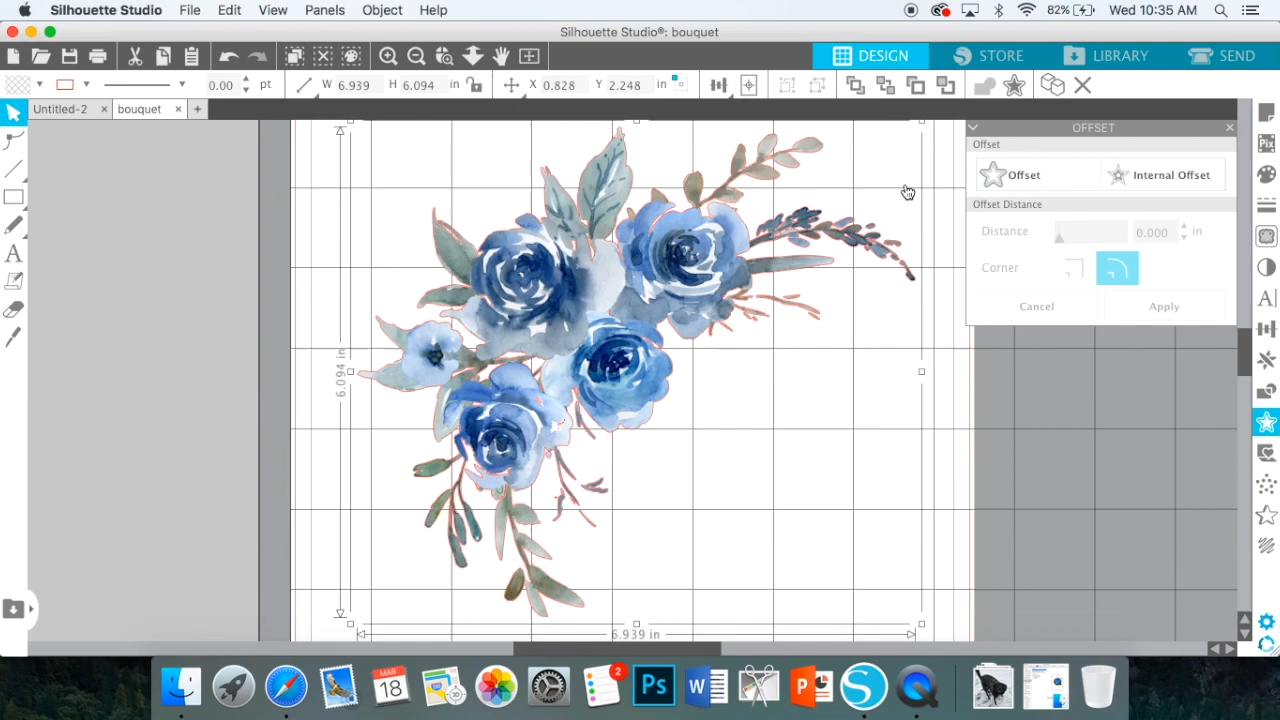 Silhouette Studio File Edit View Panels Object Help 82% Wed 10:35 AM
Silhouette Studio®: bouquet
DESIGN STORE LIBRARY SEND
0.00 pt W 6.939 H 6.094 in X 0.828 Y 2.248 in
Untitled-2 × bouquet × +
OFFSET
Offset
Offset Internal Offset
Offset Distance
Distance 0.000 in
Corner
Cancel Apply
6.094 in
6.939 in
Pix
A
MAR
18
2
Ps
W
P
S